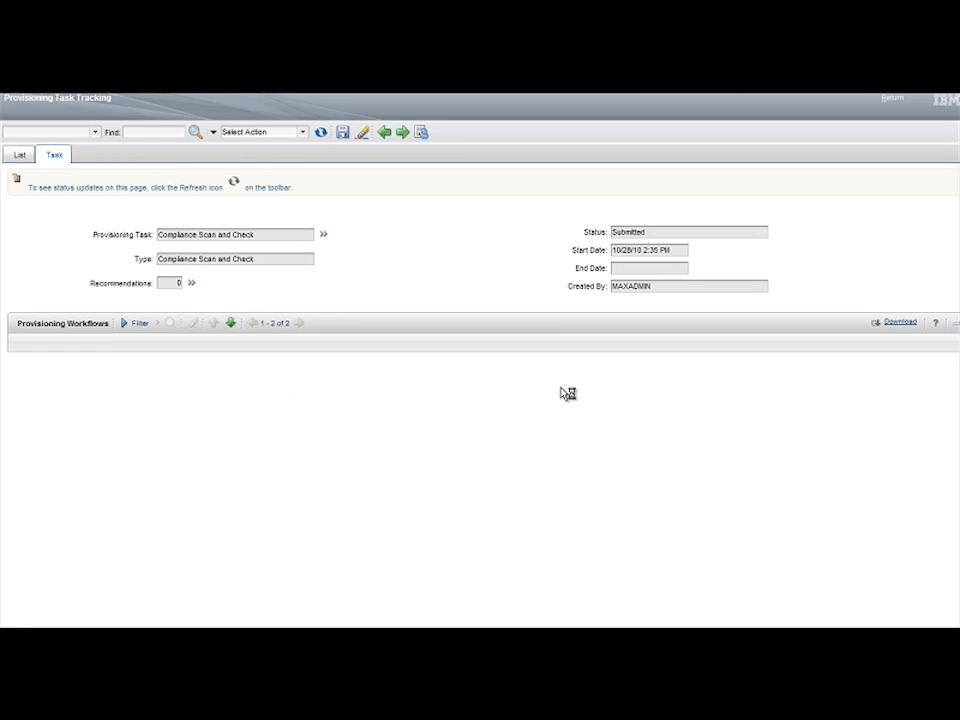 Provisioning Task Tracking Return IBM
Find: Select Action
List Task
To see status updates on this page, click the Refresh icon on the toolbar.
Provisioning Task: Compliance Scan and Check
Type: Compliance Scan and Check
Recommendations: 0
Status: Submitted
Start Date: 10/28/10 2:35 PM
End Date:
Created By: MAXADMIN
Provisioning Workflows Filter 1 - 2 of 2 Download ?